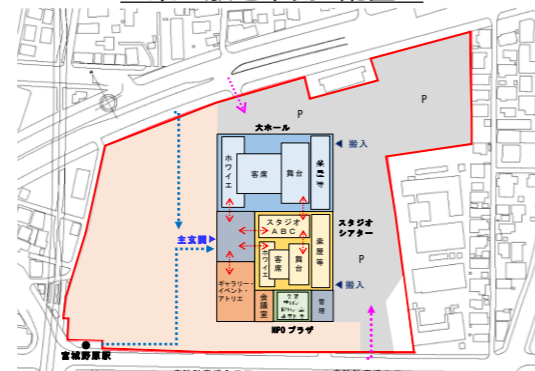 P
P
大ホール
ホワイエ
客席
舞台
楽屋等
搬入
スタジオ
ABC
スタジオ
シアター
主玄関
ホワイエ
客席
舞台
楽屋等
P
ギャラリー・
イベント・
アトリエ
会議室
管理
搬入
NPOプラザ
宮城野原駅